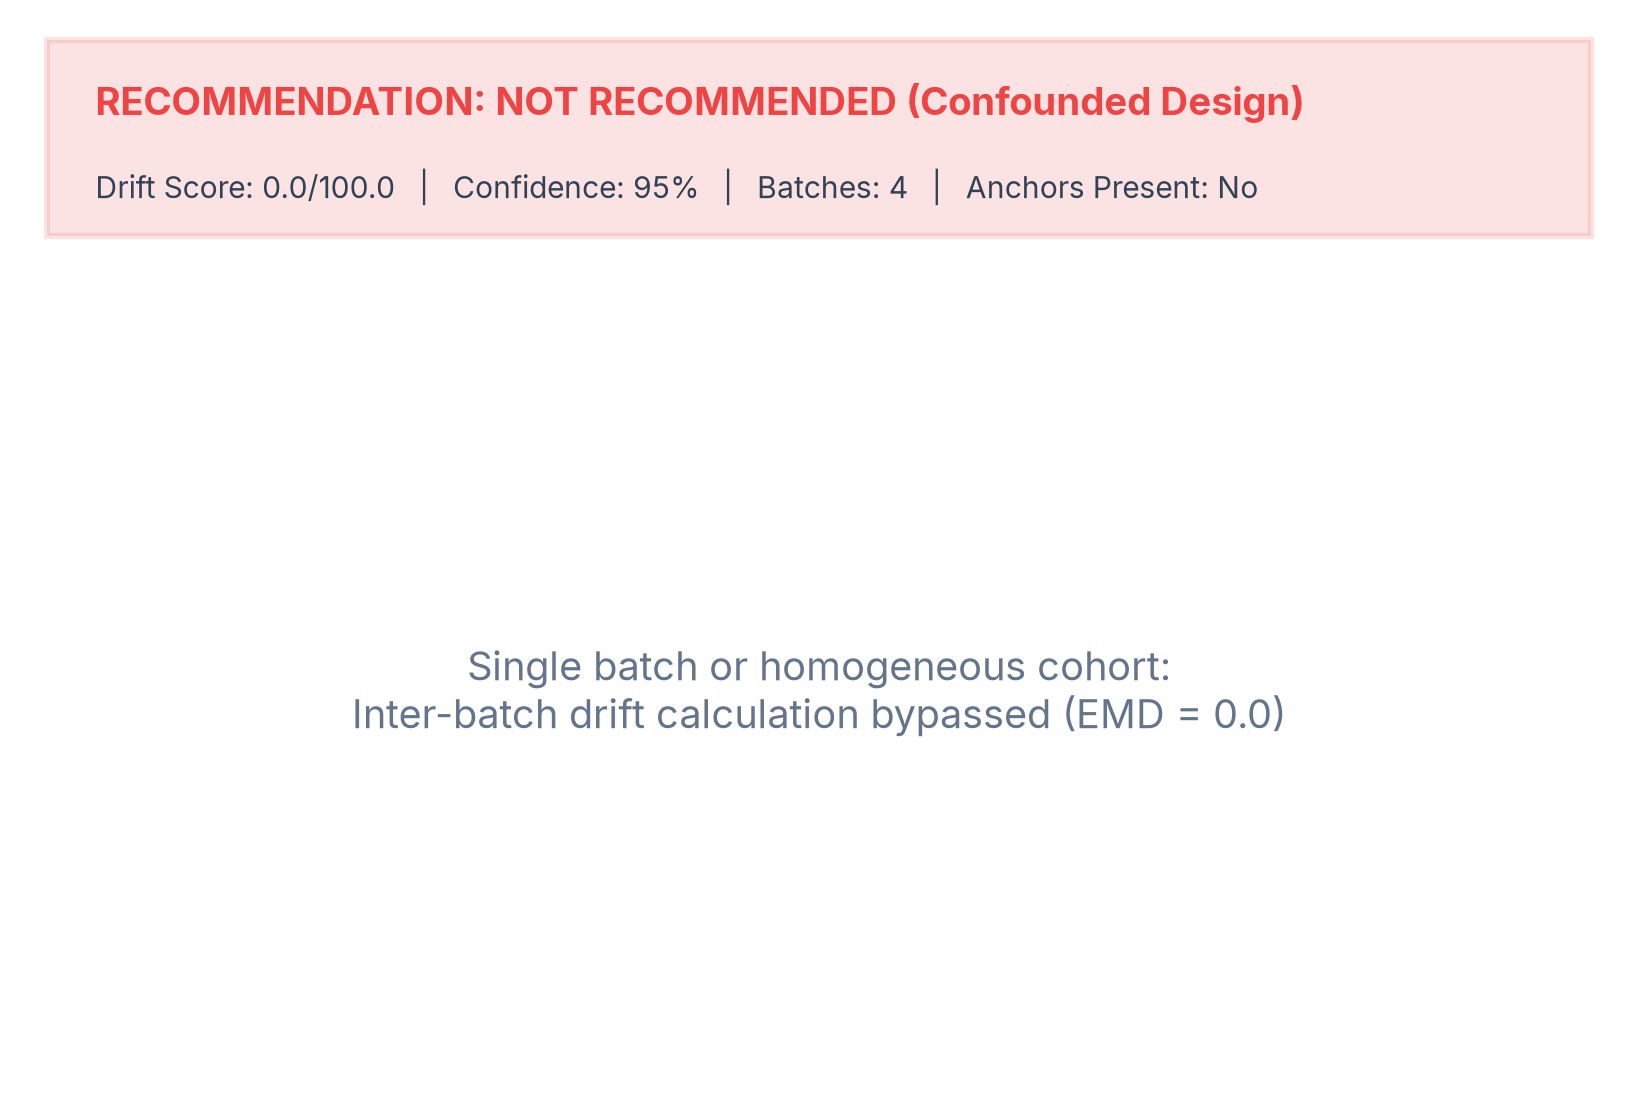 RECOMMENDATION: NOT RECOMMENDED (Confounded Design)
Drift Score: 0.0/100.0 | Confidence: 95% | Batches: 4 | Anchors Present: No
Single batch or homogeneous cohort:
Inter-batch drift calculation bypassed (EMD = 0.0)